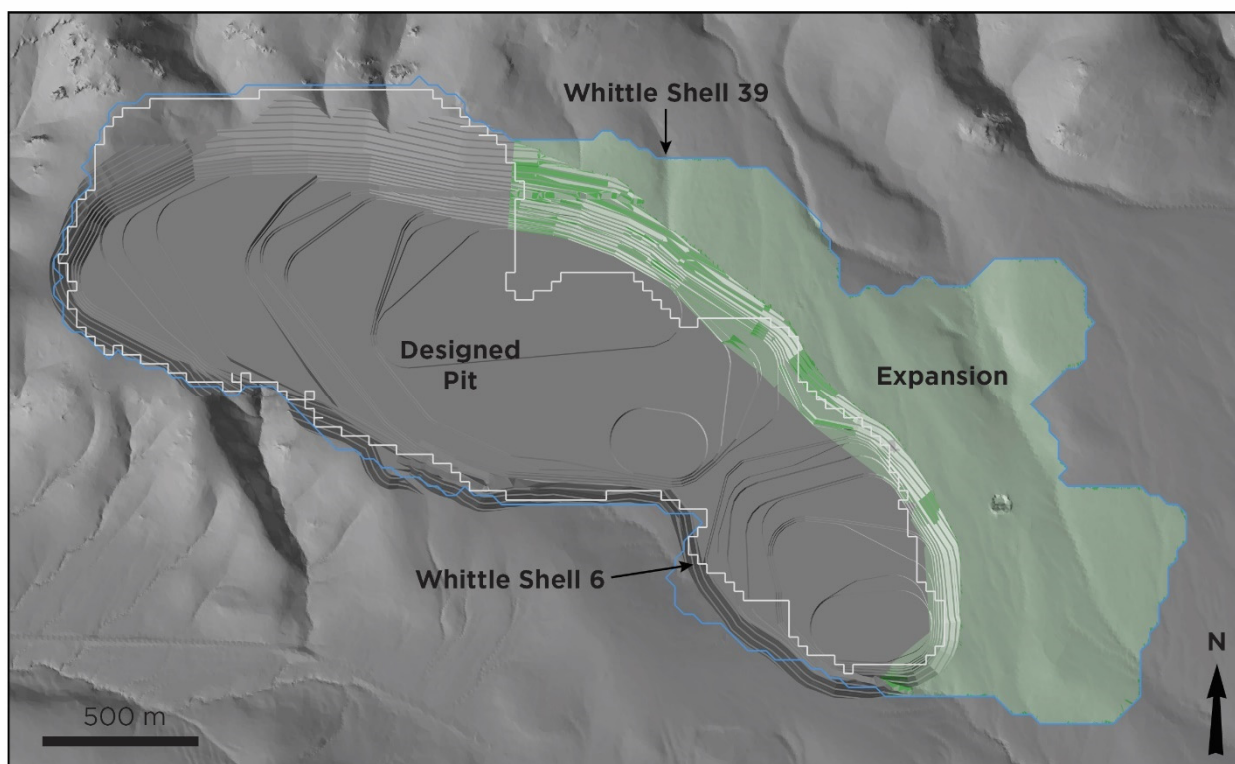 Whittle Shell 39
Designed
Pit
Expansion
Whittle Shell 6
N
500 m